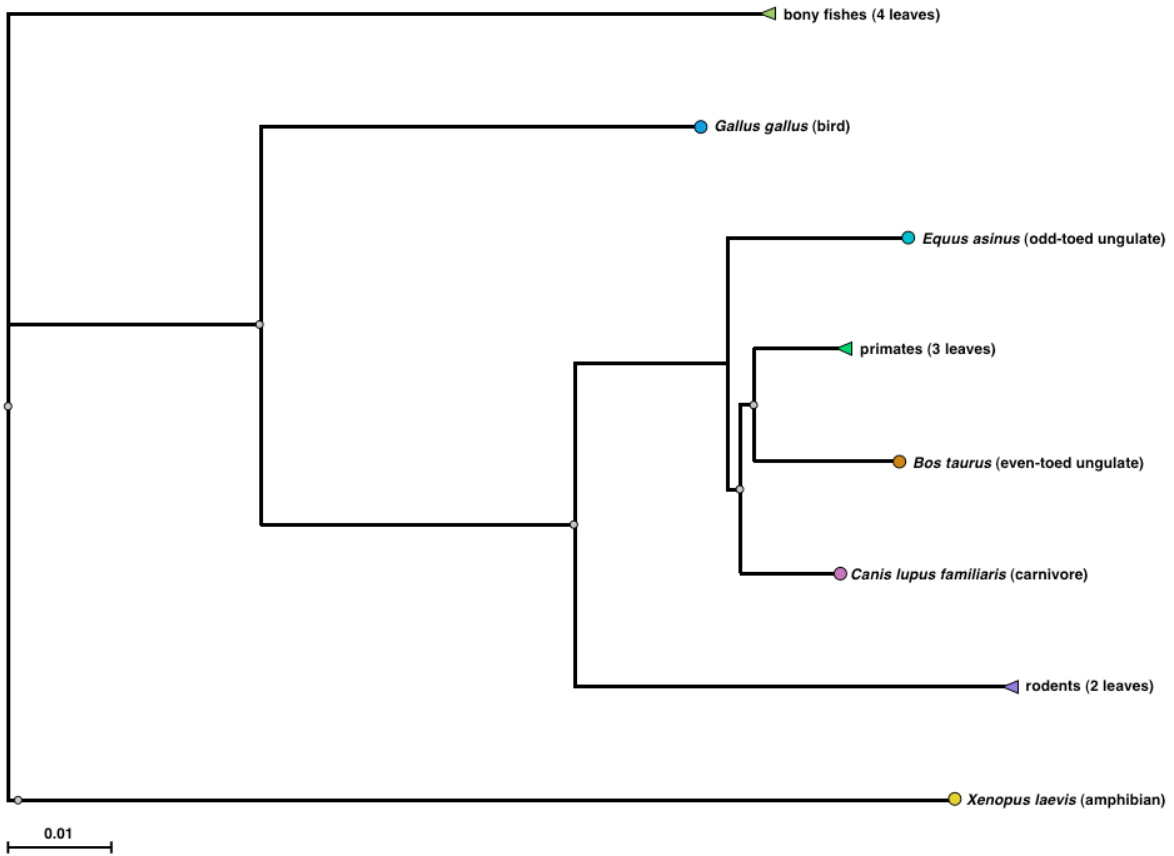 bony fishes (4 leaves)
Gallus gallus (bird)
Equus asinus (odd-toed ungulate)
primates (3 leaves)
Bos taurus (even-toed ungulate)
Canis lupus familiaris (carnivore)
rodents (2 leaves)
Xenopus laevis (amphibian)
0.01